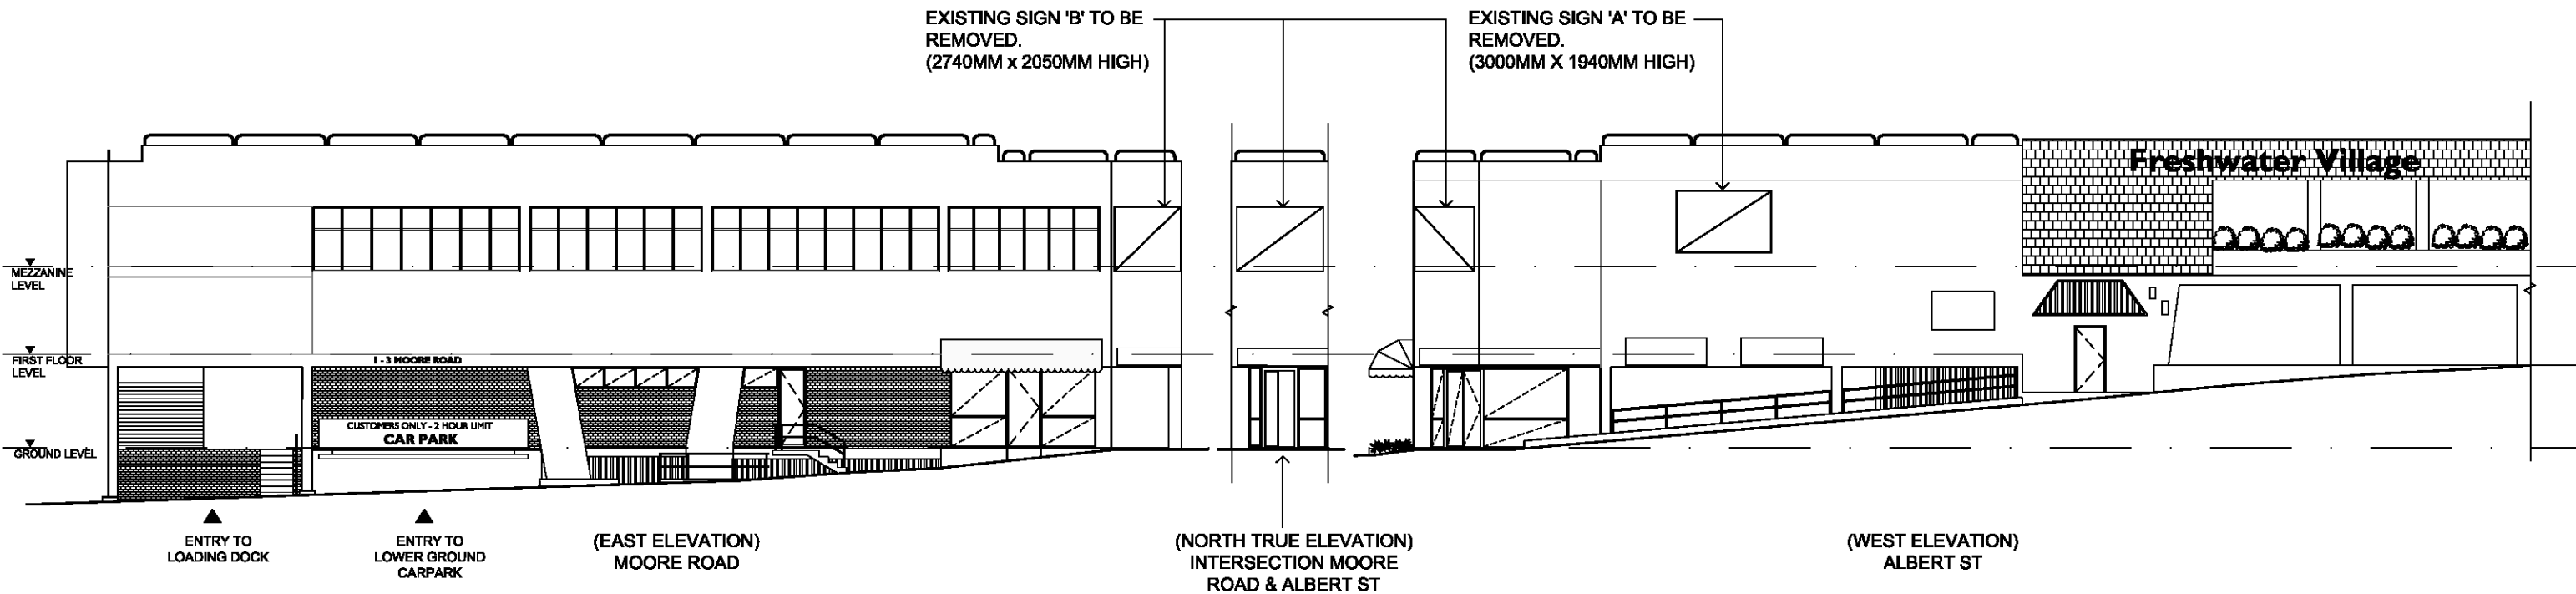 EXISTING SIGN 'B' TO BE
REMOVED.
(2740MM x 2050MM HIGH)
EXISTING SIGN 'A' TO BE
REMOVED.
(3000MM X 1940MM HIGH)
Freshwater Village
MEZZANINE
LEVEL
FIRST FLOOR
LEVEL
1 - 3 MOORE ROAD
CUSTOMERS ONLY - 2 HOUR LIMIT
CAR PARK
GROUND LEVEL
ENTRY TO
LOADING DOCK
ENTRY TO
LOWER GROUND
CARPARK
(EAST ELEVATION)
MOORE ROAD
(NORTH TRUE ELEVATION)
INTERSECTION MOORE
ROAD & ALBERT ST
(WEST ELEVATION)
ALBERT ST